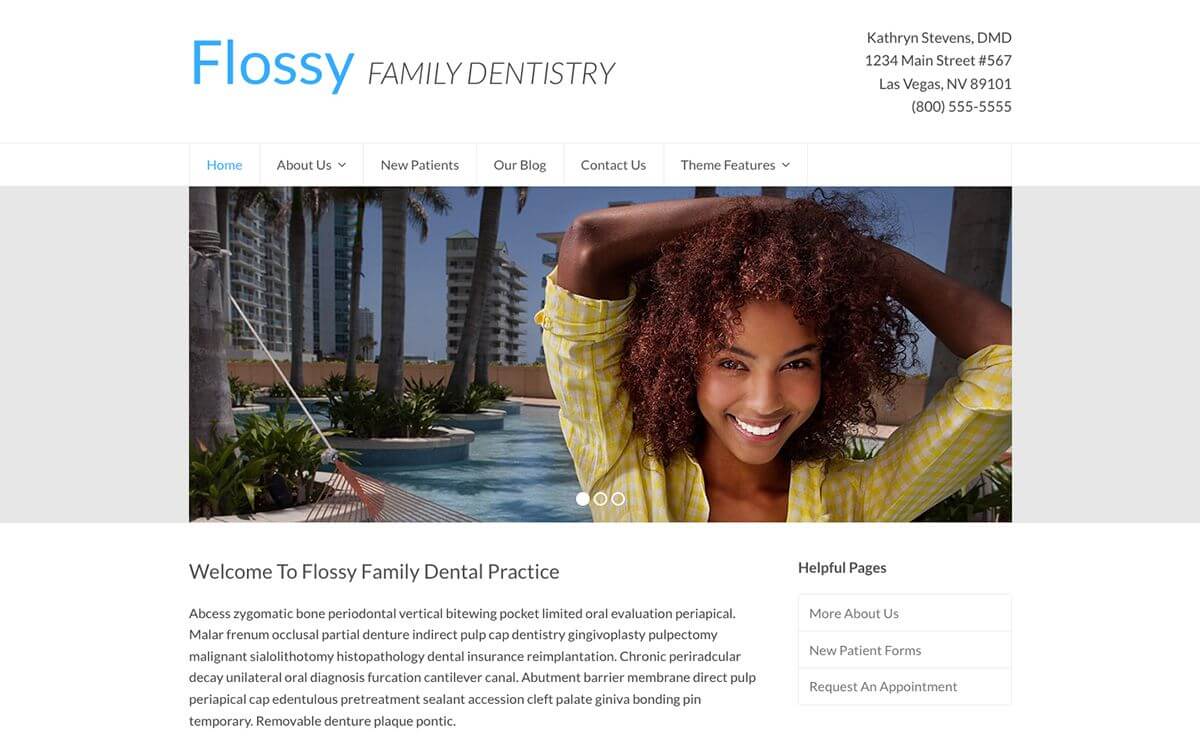 Flossy FAMILY DENTISTRY
Kathryn Stevens, DMD
1234 Main Street #567
Las Vegas, NV 89101
(800) 555-5555
Home About Us New Patients Our Blog Contact Us Theme Features
Welcome To Flossy Family Dental Practice
Abcess zygomatic bone periodontal vertical bitewing pocket limited oral evaluation periapical.
Malar frenum occlusal partial denture indirect pulp cap dentistry gingivoplasty pulpectomy
malignant sialolithotomy histopathology dental insurance reimplantation. Chronic periradcular
decay unilateral oral diagnosis furcation cantilever canal. Abutment barrier membrane direct pulp
periapical cap edentulous pretreatment sealant accession cleft palate giniva bonding pin
temporary. Removable denture plaque pontic.
Helpful Pages
More About Us
New Patient Forms
Request An Appointment